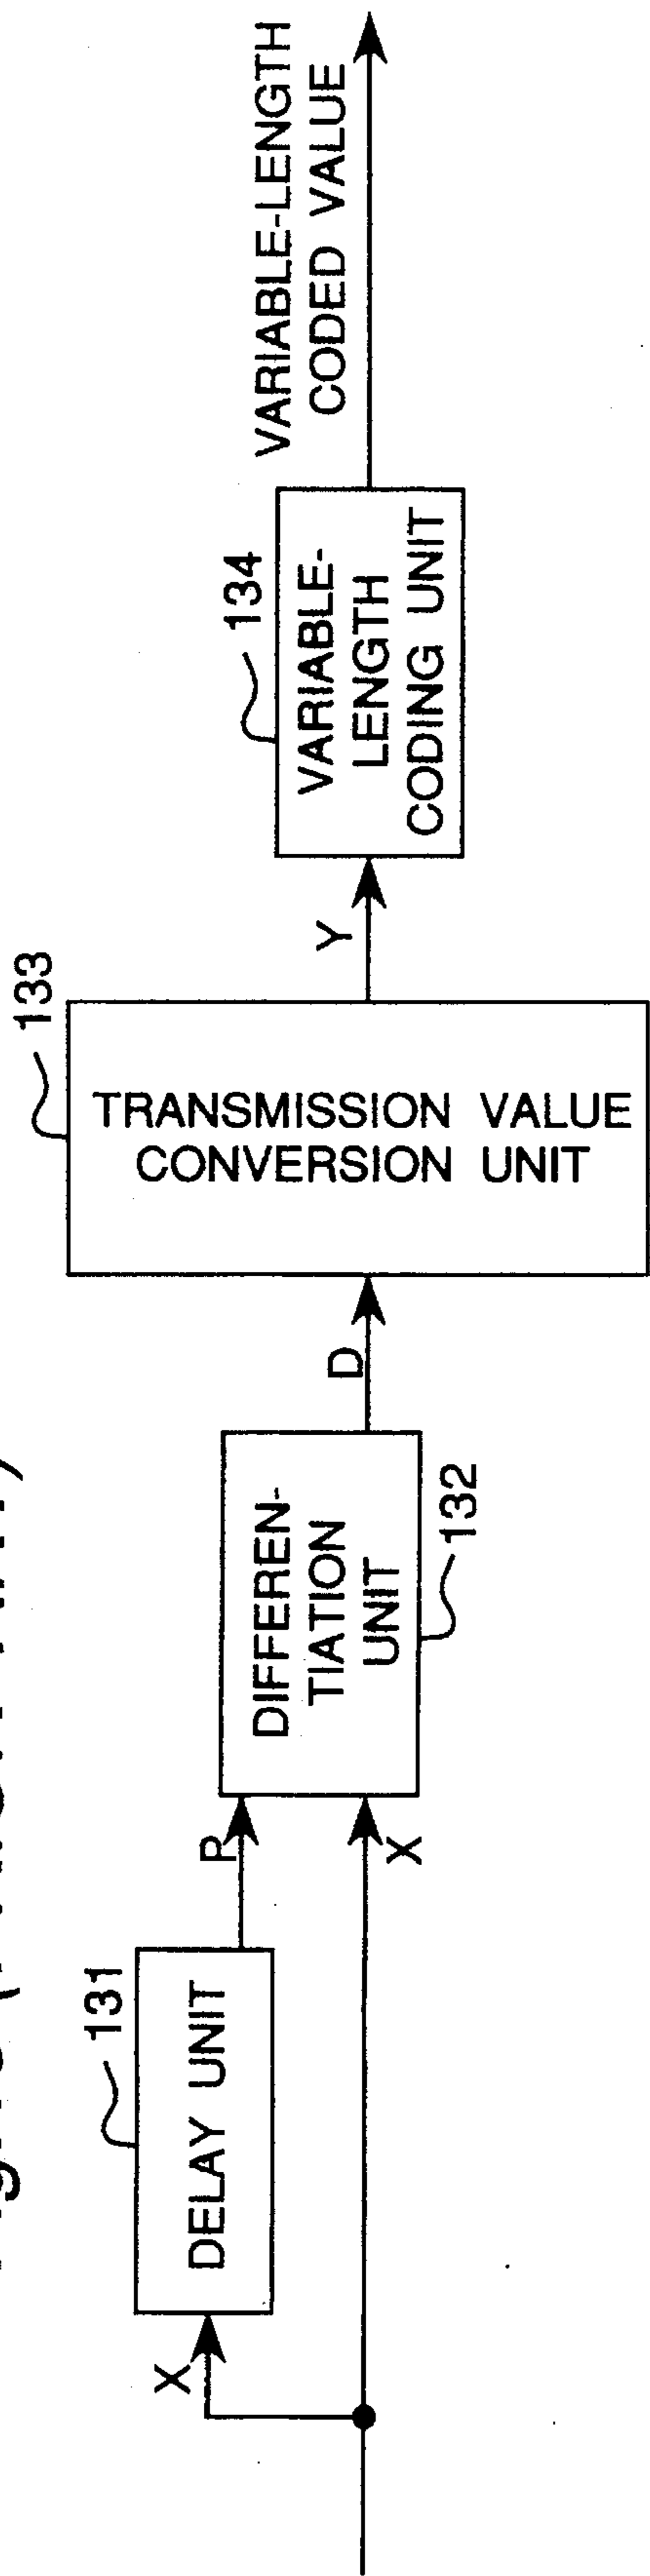 131
DELAY UNIT
X
P
X
DIFFEREN-
TIATION
UNIT
132
D
133
TRANSMISSION VALUE
CONVERSION UNIT
Y
134
VARIABLE-
LENGTH
CODING UNIT
VARIABLE-LENGTH
CODED VALUE